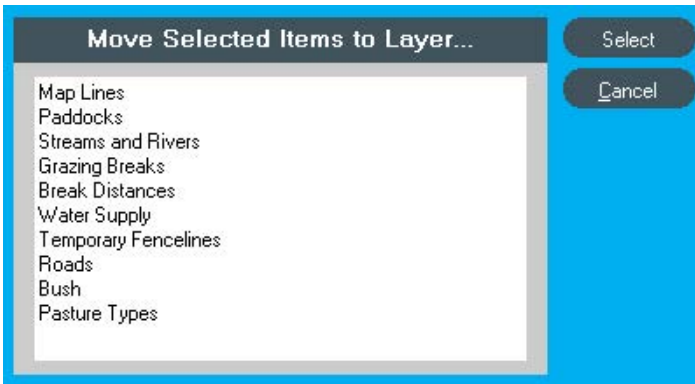 Move Selected Items to Layer...
Select
Cancel
Map Lines
Paddocks
Streams and Rivers
Grazing Breaks
Break Distances
Water Supply
Temporary Fencelines
Roads
Bush
Pasture Types